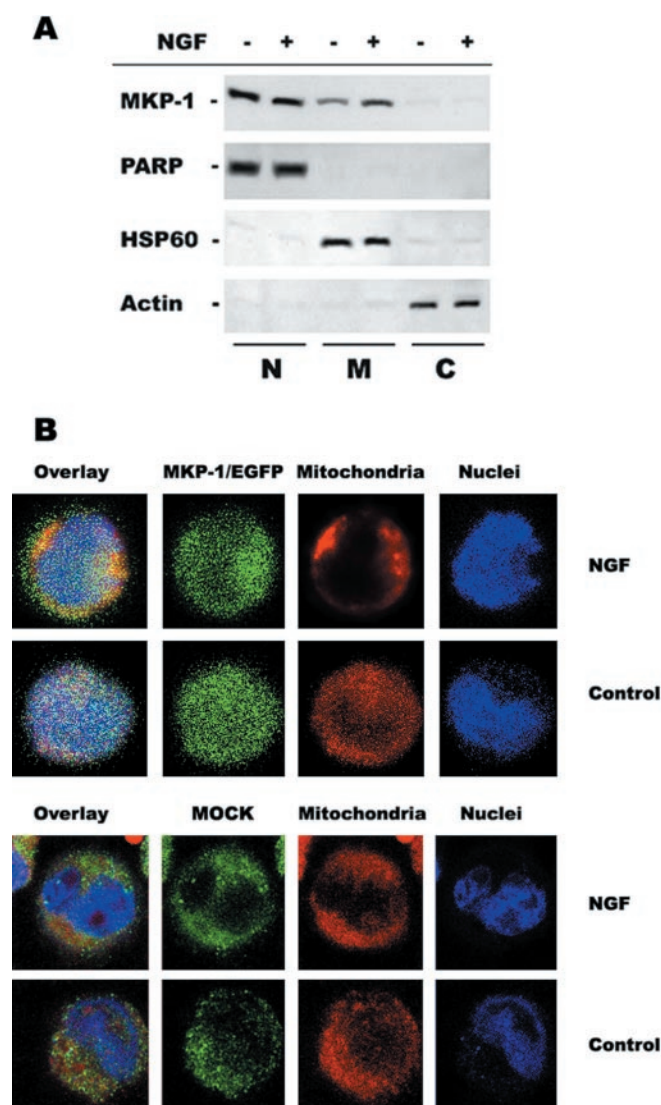 A
NGF - + - + - +
MKP-1 -
PARP -
HSP60 -
Actin -
N M C
B
Overlay MKP-1/EGFP Mitochondria Nuclei
NGF
Control
Overlay MOCK Mitochondria Nuclei
NGF
Control